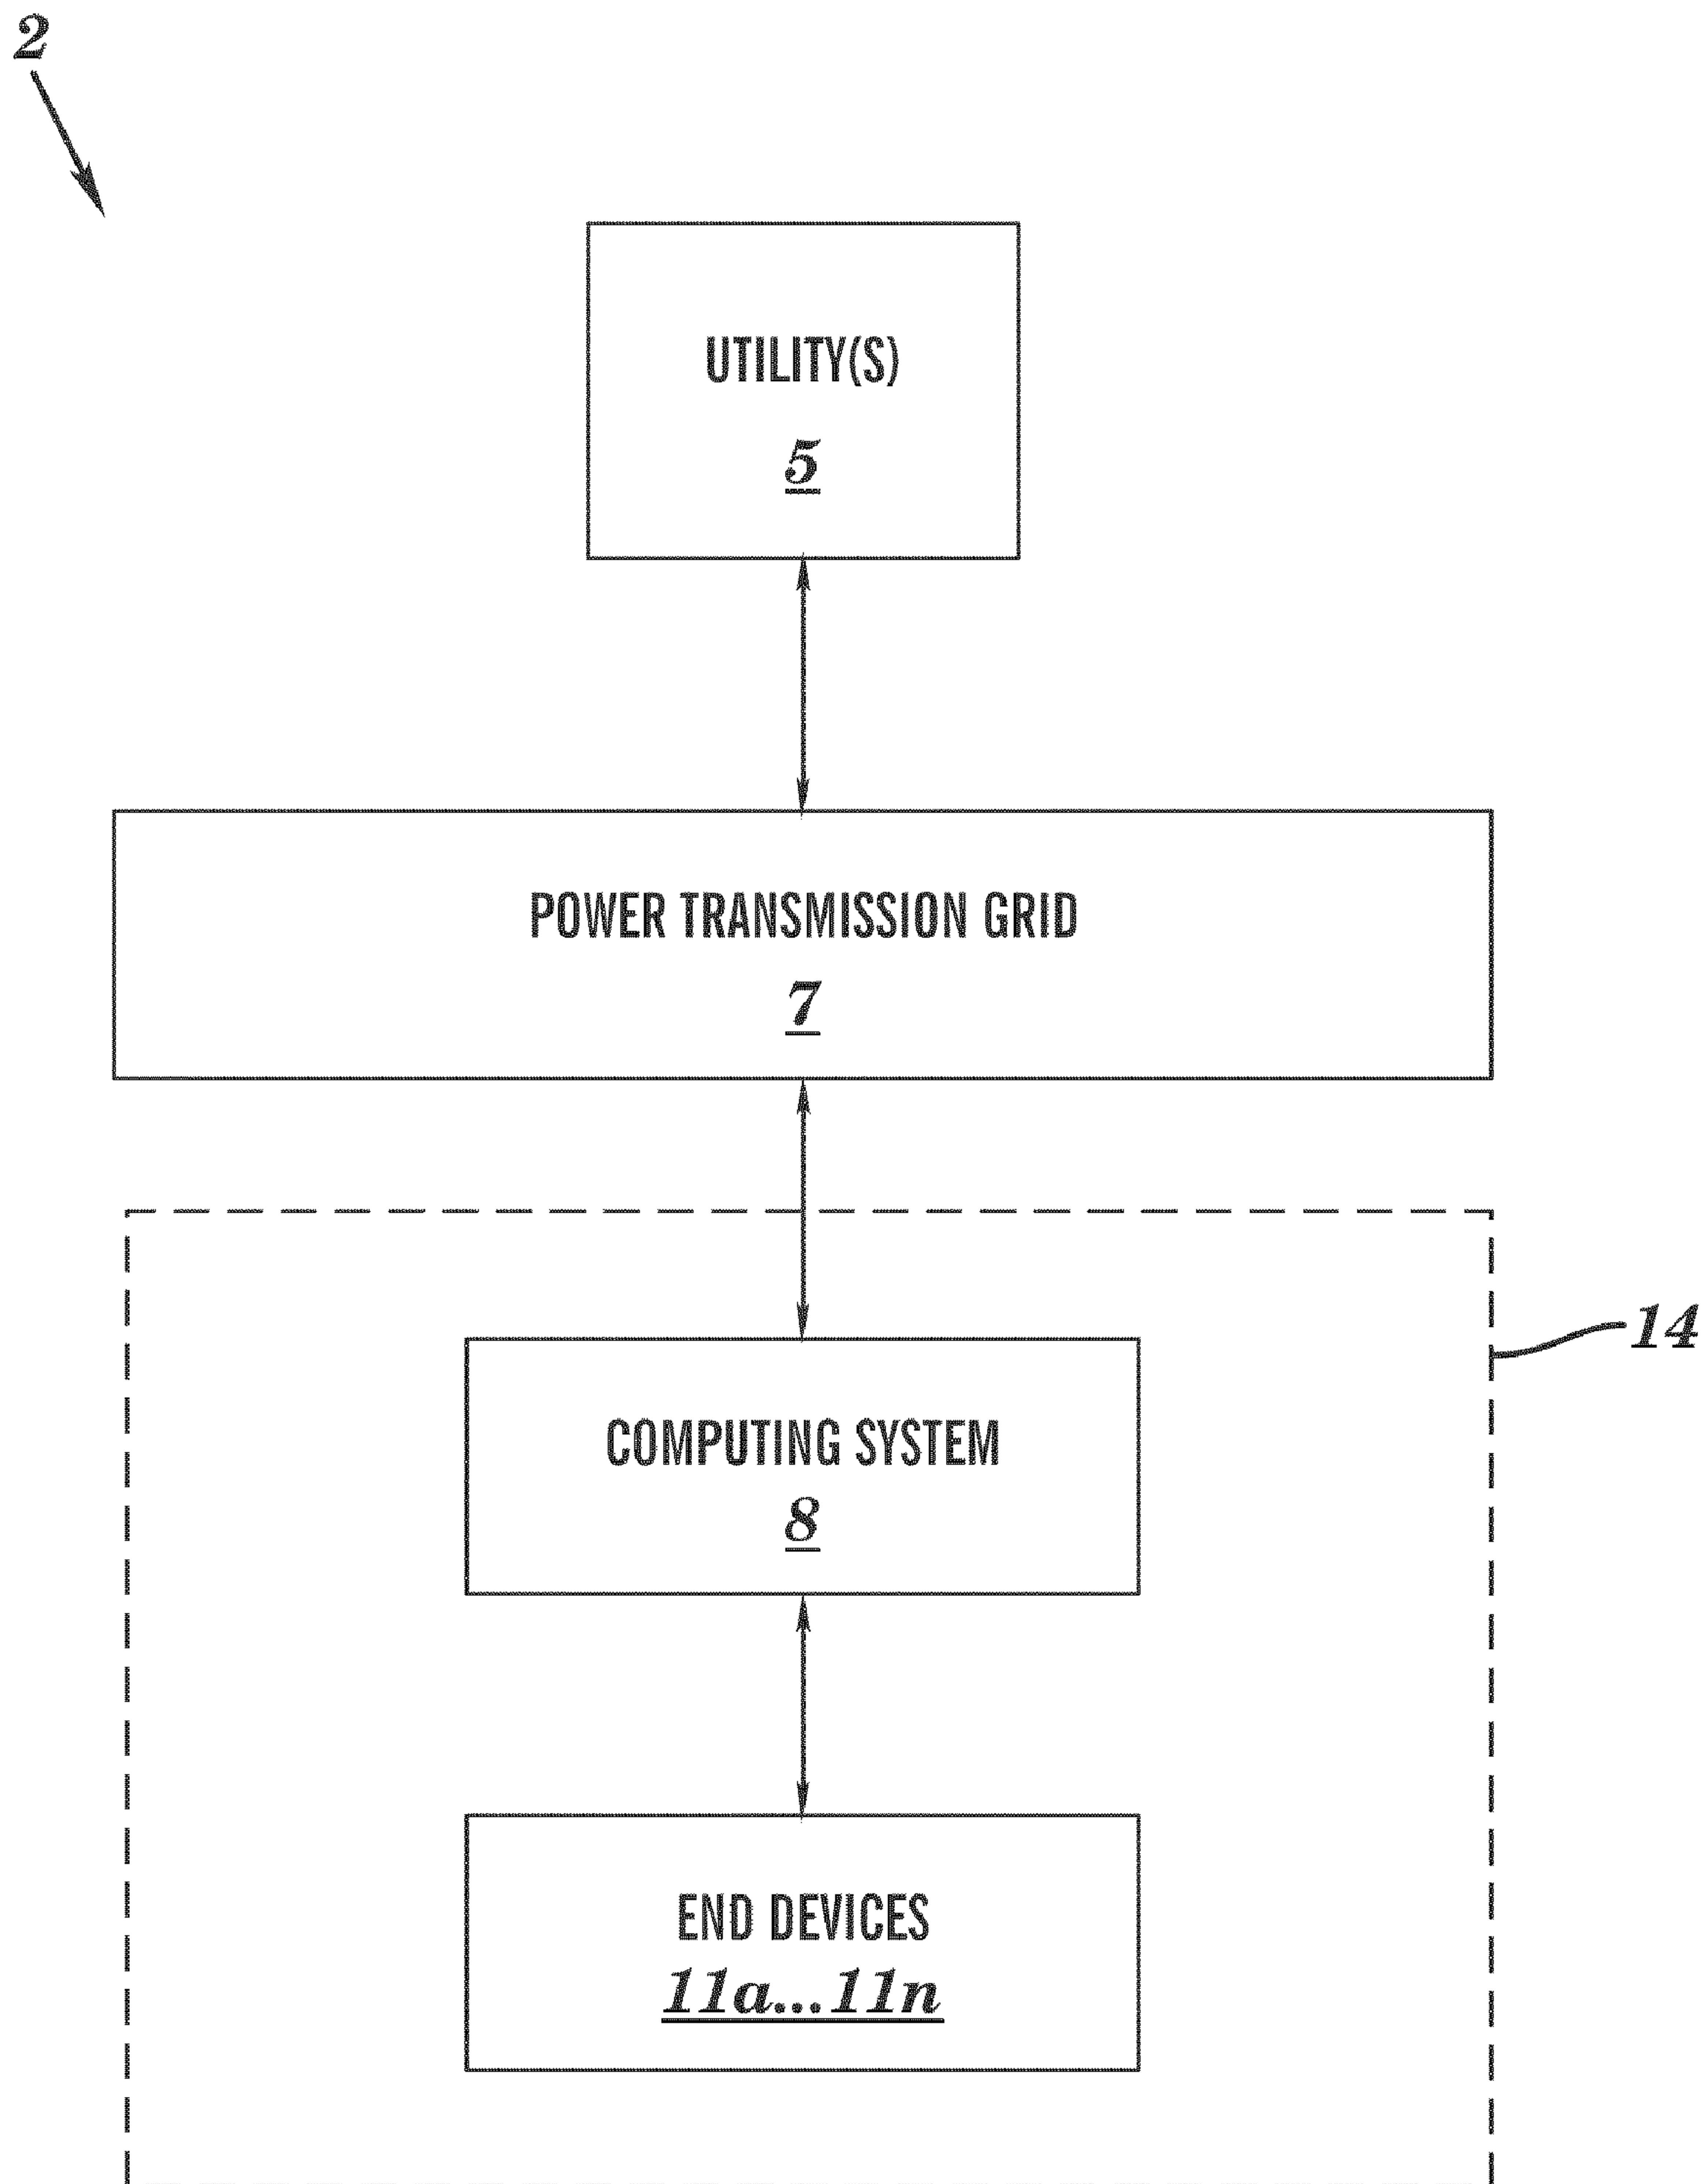 2
UTILITY(S)
5
POWER TRANSMISSION GRID
7
14
COMPUTING SYSTEM
8
END DEVICES
11a...11n